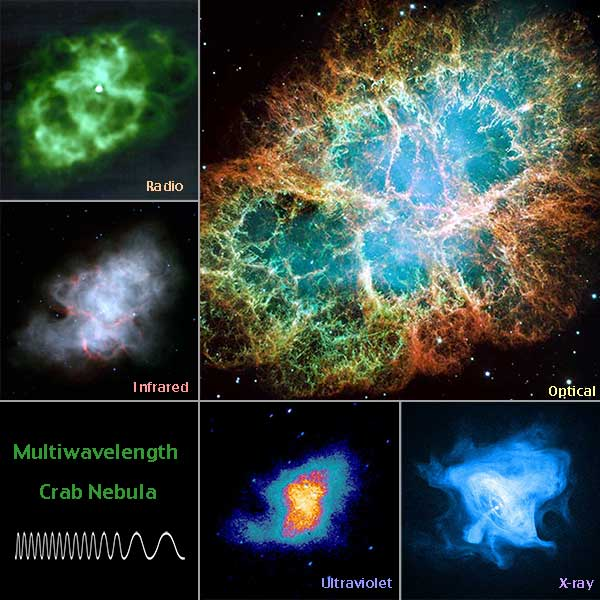 Radio
Infrared
Optical
Multiwavelength
Crab Nebula
Ultraviolet
X-ray